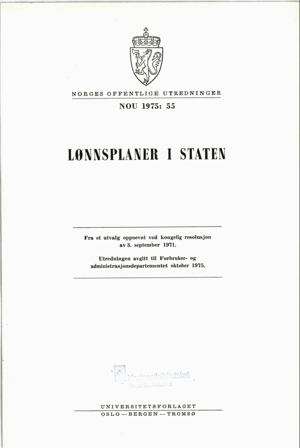 NORGES OFFENTLIGE UTREDNINGER
NOU 1975: 55
LØNNSPLANER I STATEN
Fra et utvalg oppnevnt ved kongelig resolusjon
av 3. september 1971.
Utredningen avgitt til Forbruker- og
administrasjonsdepartementet oktober 1975.
UNIVERSITETSFORLAGET
OSLO — BERGEN — TROMSØ